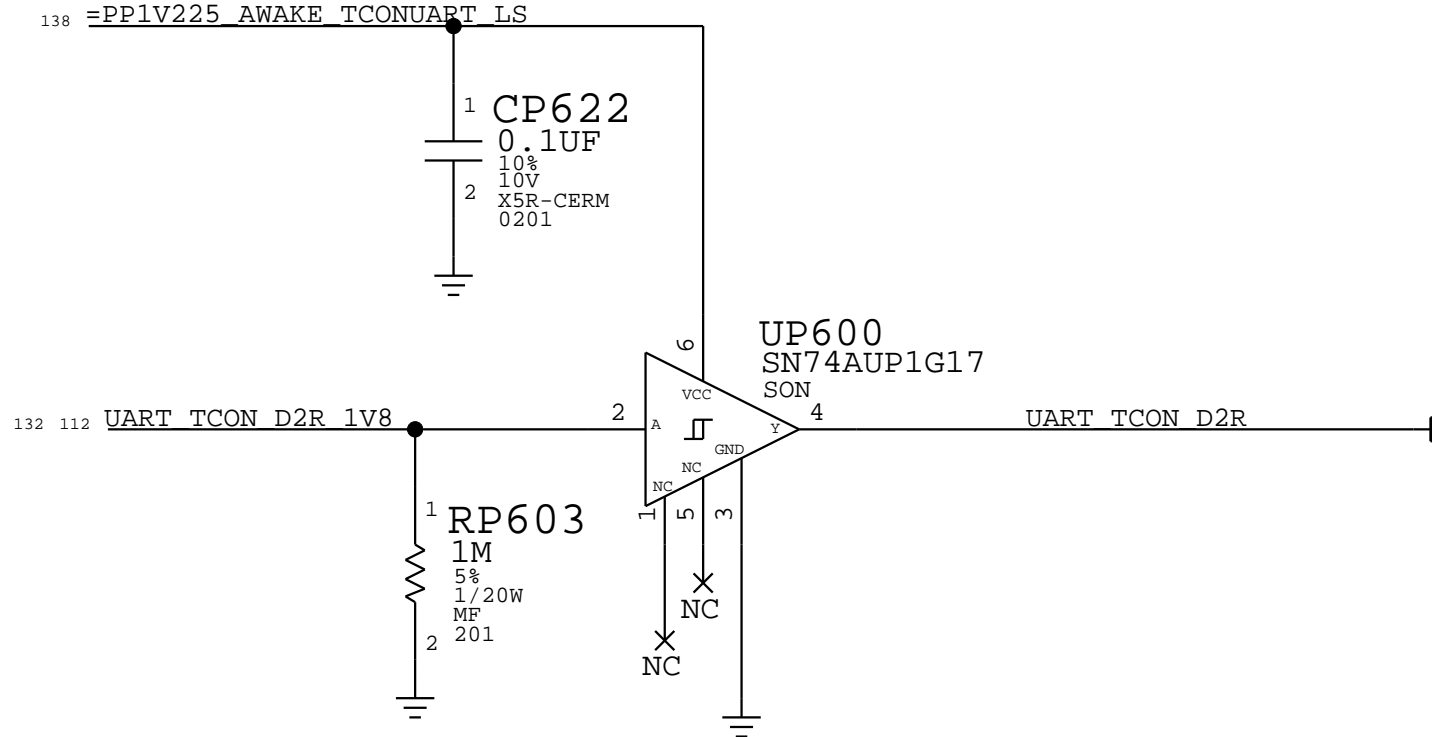 138 =PP1V225_AWAKE_TCONUART_LS
1 CP622
0.1UF
10%
10V
2 X5R-CERM
0201
UP600
6 SN74AUP1G17
VCC SON
132 112 UART_TCON_D2R_1V8 2 A Y 4 UART_TCON_D2R
GND
NC
NC
1 5 3
1 RP603
1M
5%
1/20W
MF
2 201
NC
NC